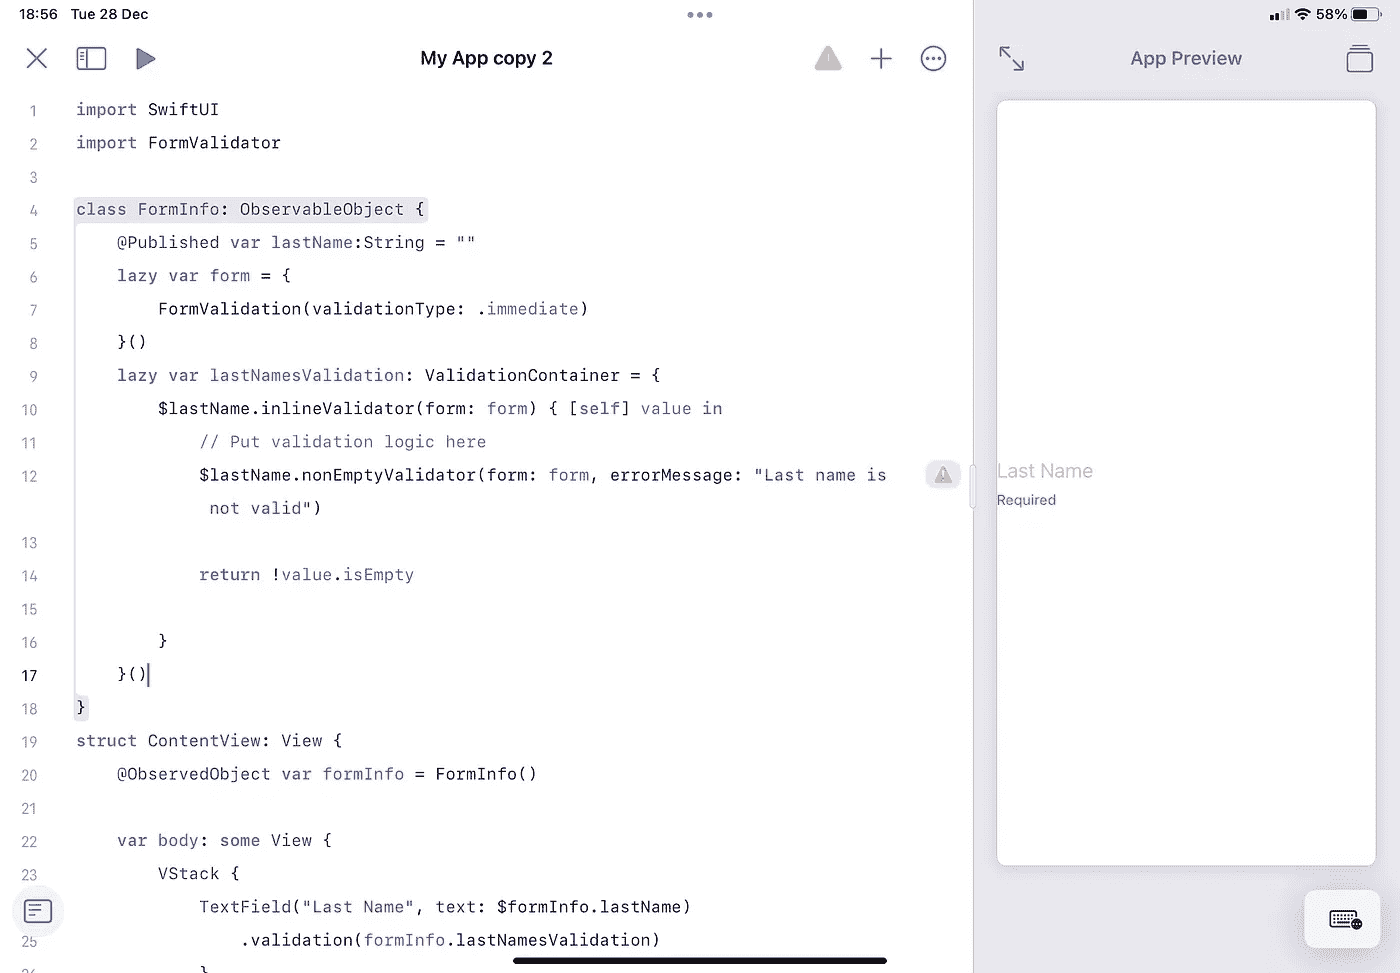 18:56 Tue 28 Dec
58%
My App copy 2
App Preview
1 import SwiftUI
2 import FormValidator
3
4 class FormInfo: ObservableObject {
5 @Published var lastName:String = ""
6 lazy var form = {
7 FormValidation(validationType: .immediate)
8 }()
9 lazy var lastNamesValidation: ValidationContainer = {
10 $lastName.inlineValidator(form: form) { [self] value in
11 // Put validation logic here
12 $lastName.nonEmptyValidator(form: form, errorMessage: "Last name is
not valid")
13
14 return !value.isEmpty
15
16 }
17 }()
18 }
19 struct ContentView: View {
20 @ObservedObject var formInfo = FormInfo()
21
22 var body: some View {
23 VStack {
TextField("Last Name", text: $formInfo.lastName)
25 .validation(formInfo.lastNamesValidation)
}
Last Name
Required